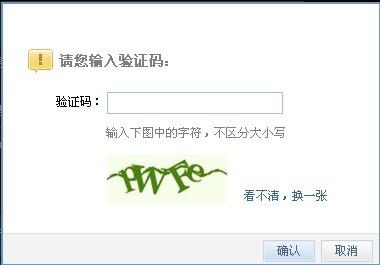 请您输入验证码：
验证码：
输入下图中的字符，不区分大小写
看不清，换一张
确认 取消